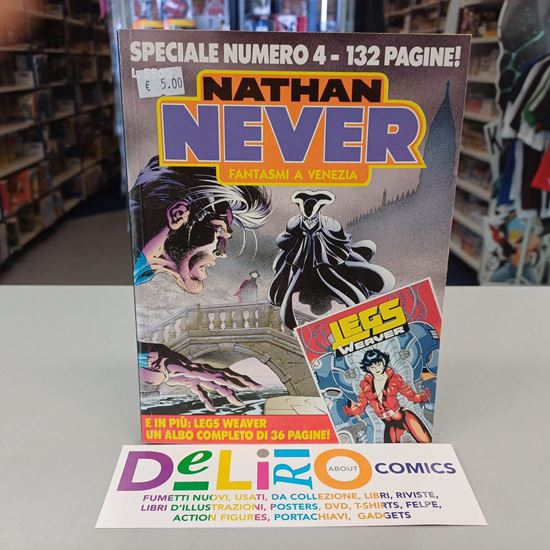 SPECIALE NUMERO 4 - 132 PAGINE!
€ 5.00
NATHAN
NEVER
FANTASMI A VENEZIA
LEGS
WEAVER
E IN PIÙ: LEGS WEAVER
UN ALBO COMPLETO DI 36 PAGINE!
DeLiRiO ABOUT COMICS
FUMETTI NUOVI, USATI, DA COLLEZIONE, LIBRI, RIVISTE,
LIBRI D'ILLUSTRAZIONI, POSTERS, DVD, T-SHIRTS, FELPE,
ACTION FIGURES, PORTACHIAVI, GADGETS